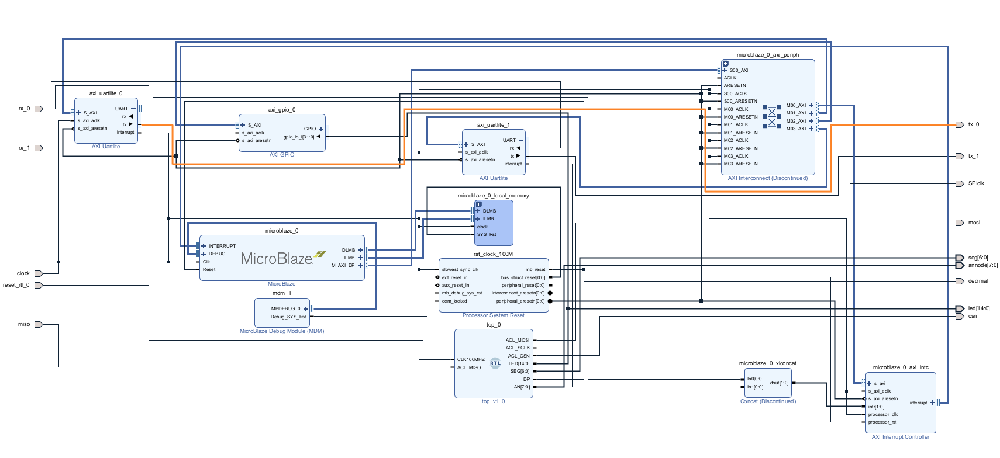 rx_0
rx_1
clock
reset_rtl_0
miso
axi_uartlite_0
S_AXI
s_axi_aclk
s_axi_aresetn
UART
rx
tx
interrupt
AXI Uartlite
axi_gpio_0
S_AXI
s_axi_aclk
s_axi_aresetn
GPIO
gpio_io_i[31:0]
AXI GPIO
axi_uartlite_1
S_AXI
s_axi_aclk
s_axi_aresetn
UART
rx
tx
interrupt
AXI Uartlite
microblaze_0_axi_periph
S00_AXI
ACLK
ARESETN
S00_ACLK
S00_ARESETN
M00_ACLK
M00_ARESETN
M01_ACLK
M01_ARESETN
M02_ACLK
M02_ARESETN
M03_ACLK
M03_ARESETN
M00_AXI
M01_AXI
M02_AXI
M03_AXI
AXI Interconnect (Discontinued)
microblaze_0_local_memory
DLMB
ILMB
clock
SYS_Rst
microblaze_0
INTERRUPT
DEBUG
Clk
Reset
MicroBlaze
DLMB
ILMB
M_AXI_DP
MicroBlaze
mdm_1
MBDEBUG_0
Debug_SYS_Rst
MicroBlaze Debug Module (MDM)
rst_clock_100M
slowest_sync_clk
ext_reset_in
aux_reset_in
mb_debug_sys_rst
dcm_locked
mb_reset
bus_struct_reset[0:0]
peripheral_reset[0:0]
interconnect_aresetn[0:0]
peripheral_aresetn[0:0]
Processor System Reset
top_0
CLK100MHZ
ACL_MISO
RTL
ACL_MOSI
ACL_SCLK
ACL_CSN
LED[14:0]
SEG[6:0]
DP
AN[7:0]
top_v1_0
microblaze_0_xlconcat
In0[0:0]
In1[0:0]
dout[1:0]
Concat (Discontinued)
microblaze_0_axi_intc
s_axi
s_axi_aclk
s_axi_aresetn
intr[1:0]
processor_clk
processor_rst
interrupt
AXI Interrupt Controller
tx_0
tx_1
SPIclk
mosi
seg[6:0]
annode[7:0]
decimal
led[14:0]
csn